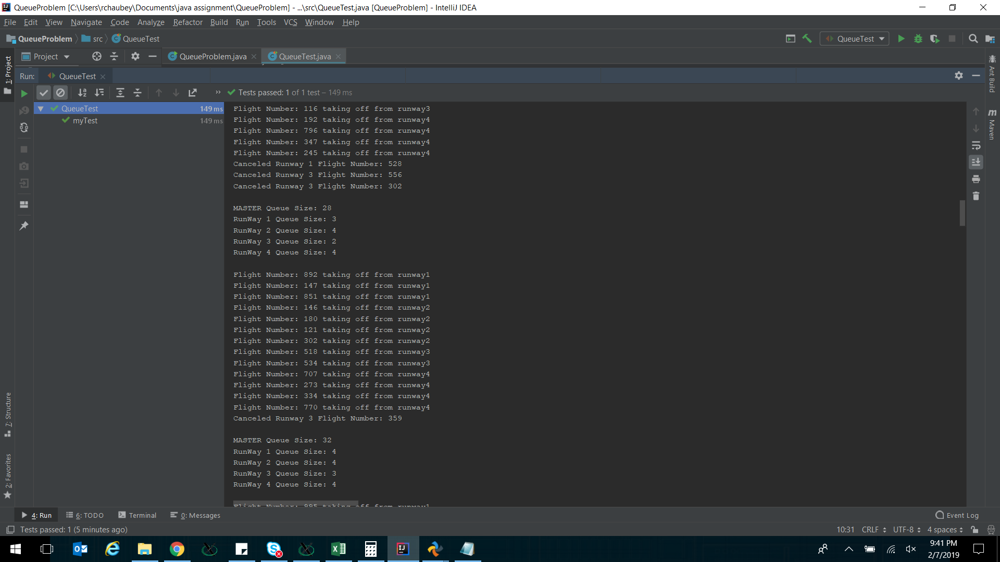 QueueProblem [C:\Users\rchaubey\Documents\java assignment\QueueProblem] - ...\src\QueueTest.java [QueueProblem] - IntelliJ IDEA
File Edit View Navigate Code Analyze Refactor Build Run Tools VCS Window Help
QueueProblem src QueueTest QueueTest
1: Project
Project QueueProblem.java QueueTest.java
Ant Build
Maven
Run: QueueTest
Tests passed: 1 of 1 test – 149 ms
QueueTest 149 ms
myTest 149 ms
Flight Number: 116 taking off from runway3
Flight Number: 192 taking off from runway4
Flight Number: 796 taking off from runway4
Flight Number: 347 taking off from runway4
Flight Number: 245 taking off from runway4
Canceled Runway 1 Flight Number: 528
Canceled Runway 3 Flight Number: 556
Canceled Runway 3 Flight Number: 302
MASTER Queue Size: 28
RunWay 1 Queue Size: 3
RunWay 2 Queue Size: 4
RunWay 3 Queue Size: 2
RunWay 4 Queue Size: 4
Flight Number: 892 taking off from runway1
Flight Number: 147 taking off from runway1
Flight Number: 851 taking off from runway1
Flight Number: 146 taking off from runway2
Flight Number: 180 taking off from runway2
Flight Number: 121 taking off from runway2
Flight Number: 302 taking off from runway2
Flight Number: 518 taking off from runway3
Flight Number: 534 taking off from runway3
Flight Number: 707 taking off from runway4
Flight Number: 273 taking off from runway4
Flight Number: 334 taking off from runway4
Flight Number: 770 taking off from runway4
Canceled Runway 3 Flight Number: 359
MASTER Queue Size: 32
RunWay 1 Queue Size: 4
RunWay 2 Queue Size: 4
RunWay 3 Queue Size: 3
RunWay 4 Queue Size: 4
Flight Number: 995 taking off from runway1
7: Structure
2: Favorites
4: Run 6: TODO Terminal 0: Messages Event Log
Tests passed: 1 (5 minutes ago) 10:31 CRLF UTF-8 4 spaces
9:41 PM
2/7/2019